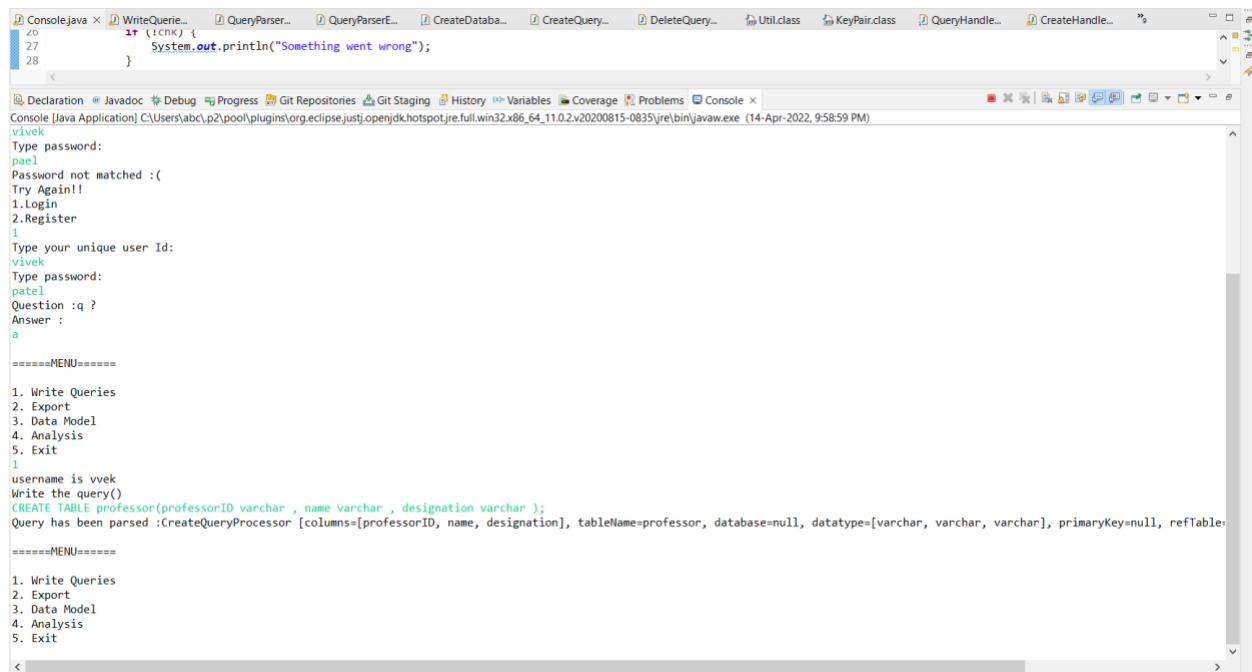 Console.java WriteQuerie... QueryParser... QueryParserE... CreateDataba... CreateQuery... DeleteQuery... Util.class KeyPair.class QueryHandle... CreateHandle...
26 if (!chk) {
27 System.out.println("Something went wrong");
28 }
Declaration Javadoc Debug Progress Git Repositories Git Staging History Variables Coverage Problems Console
Console [Java Application] C:\Users\abc\.p2\pool\plugins\org.eclipse.justj.openjdk.hotspot.jre.full.win32.x86_64_11.0.2.v20200815-0835\jre\bin\javaw.exe (14-Apr-2022, 9:58:59 PM)
vivek
Type password:
pael
Password not matched :(
Try Again!!
1.Login
2.Register
1
Type your unique user Id:
vivek
Type password:
patel
Question :q ?
Answer :
a
======MENU======
1. Write Queries
2. Export
3. Data Model
4. Analysis
5. Exit
1
username is vvek
Write the query()
CREATE TABLE professor(professorID varchar , name varchar , designation varchar );
Query has been parsed :CreateQueryProcessor [columns=[professorID, name, designation], tableName=professor, database=null, datatype=[varchar, varchar, varchar], primaryKey=null, refTable=
======MENU======
1. Write Queries
2. Export
3. Data Model
4. Analysis
5. Exit